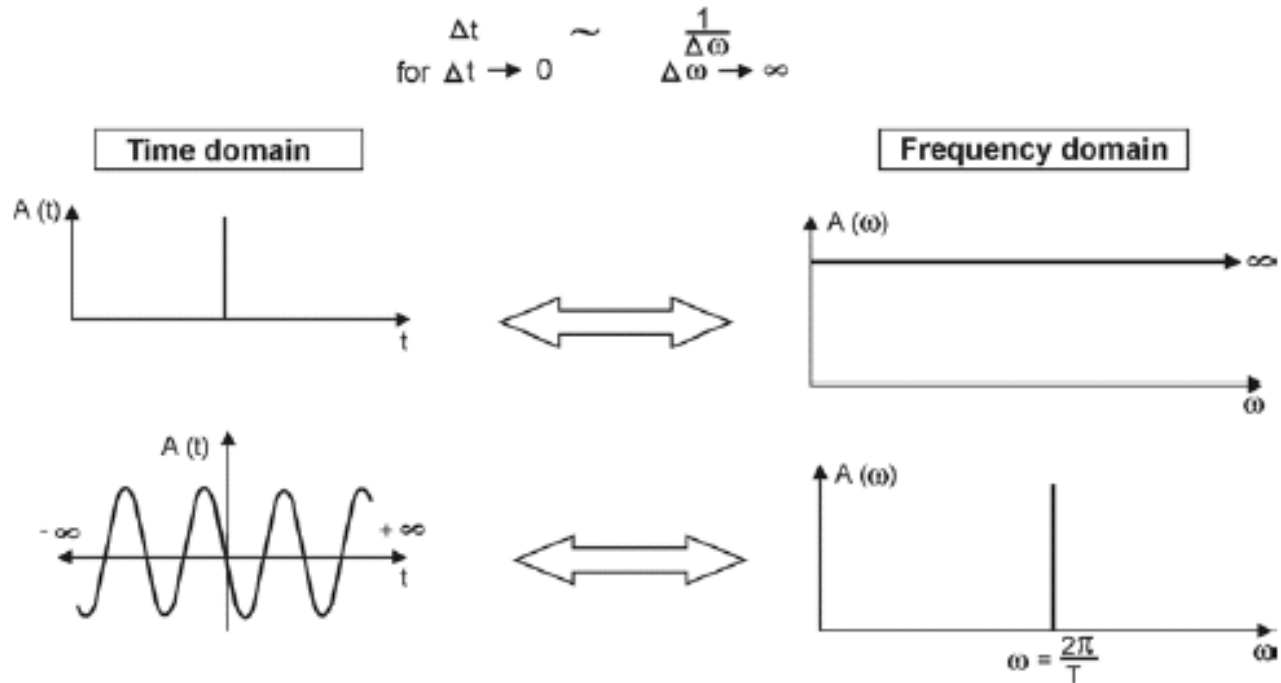 Δt ~ 1/Δω
for Δt → 0 Δω → ∞
Time domain
Frequency domain
A (t)
t
A (ω)
∞
ω
A (t)
- ∞
+ ∞
t
A (ω)
ω = 2π/T
ω